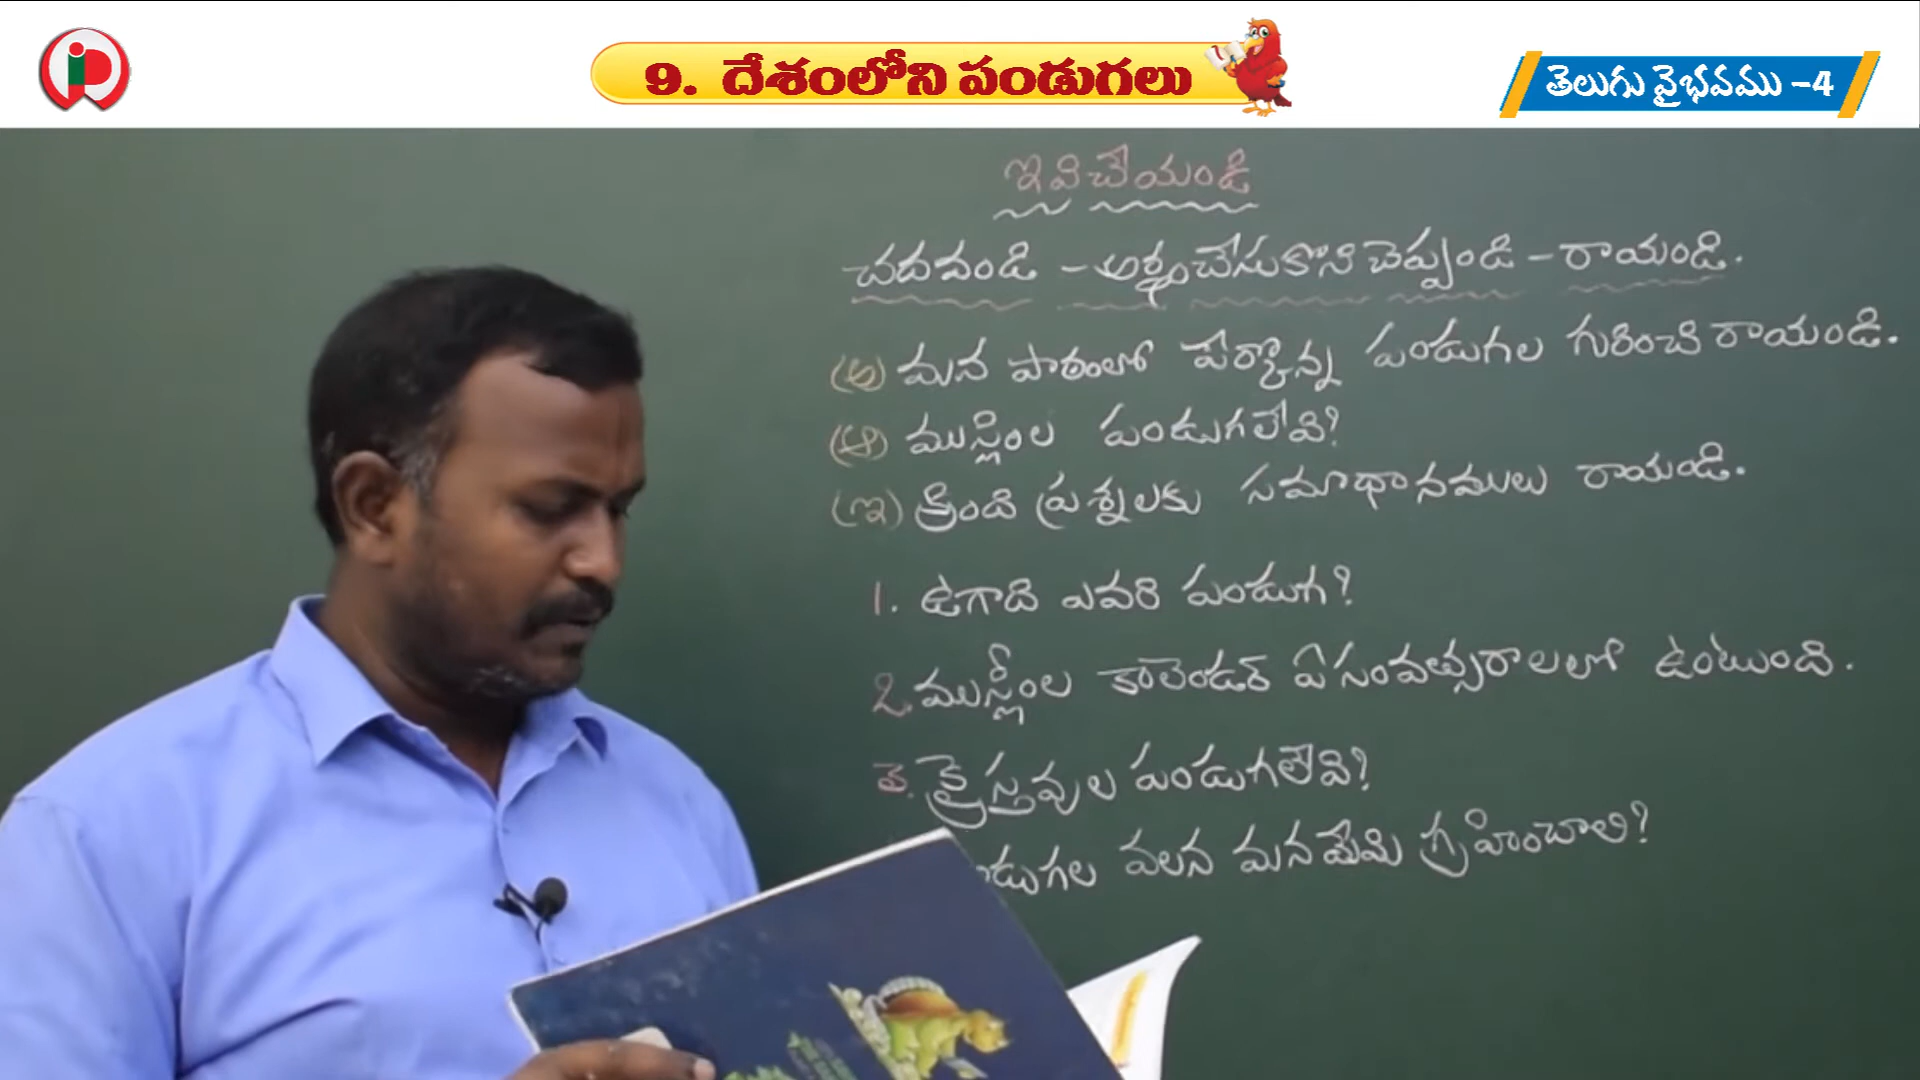 9. దేశంలోని పండుగలు
తెలుగు వైభవము -4
ఇవి చేయండి
చదవండి - అర్థంచేసుకొని చెప్పండి - రాయండి.
(అ) మన పాఠంలో పేర్కొన్న పండుగల గురించి రాయండి.
(ఆ) ముస్లింల పండుగలేవి?
(ఇ) క్రింది ప్రశ్నలకు సమాధానములు రాయండి.
1. ఉగాది ఎవరి పండుగ?
2. ముస్లింల కాలెండర్ ఏ సంవత్సరాలలో ఉంటుంది.
3. క్రైస్తవుల పండుగలేవి?
డుగల వలన మనమేమి గ్రహించాలి?